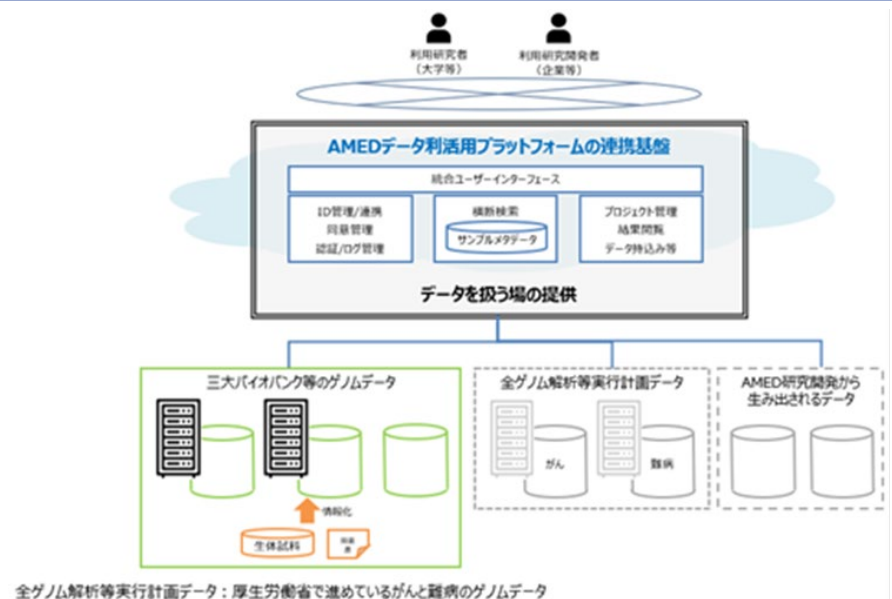 利用研究者
（大学等）
利用研究開発者
（企業等）
AMEDデータ利活用プラットフォームの連携基盤
統合ユーザーインターフェース
ID管理/連携
同意管理
認証/ログ管理
横断検索
サンプルメタデータ
プロジェクト管理
結果閲覧
データ持込み等
データを扱う場の提供
三大バイオバンク等のゲノムデータ
情報化
生体試料
全ゲノム解析等実行計画データ
がん
難病
AMED研究開発から
生み出されるデータ
全ゲノム解析等実行計画データ：厚生労働省で進めているがんと難病のゲノムデータ